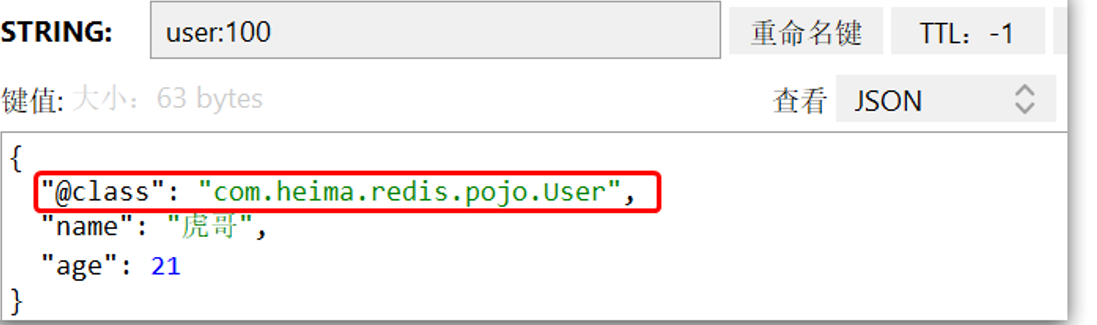 STRING: user:100 重命名键 TTL：-1
键值: 大小：63 bytes 查看 JSON
{
"@class": "com.heima.redis.pojo.User",
"name": "虎哥",
"age": 21
}